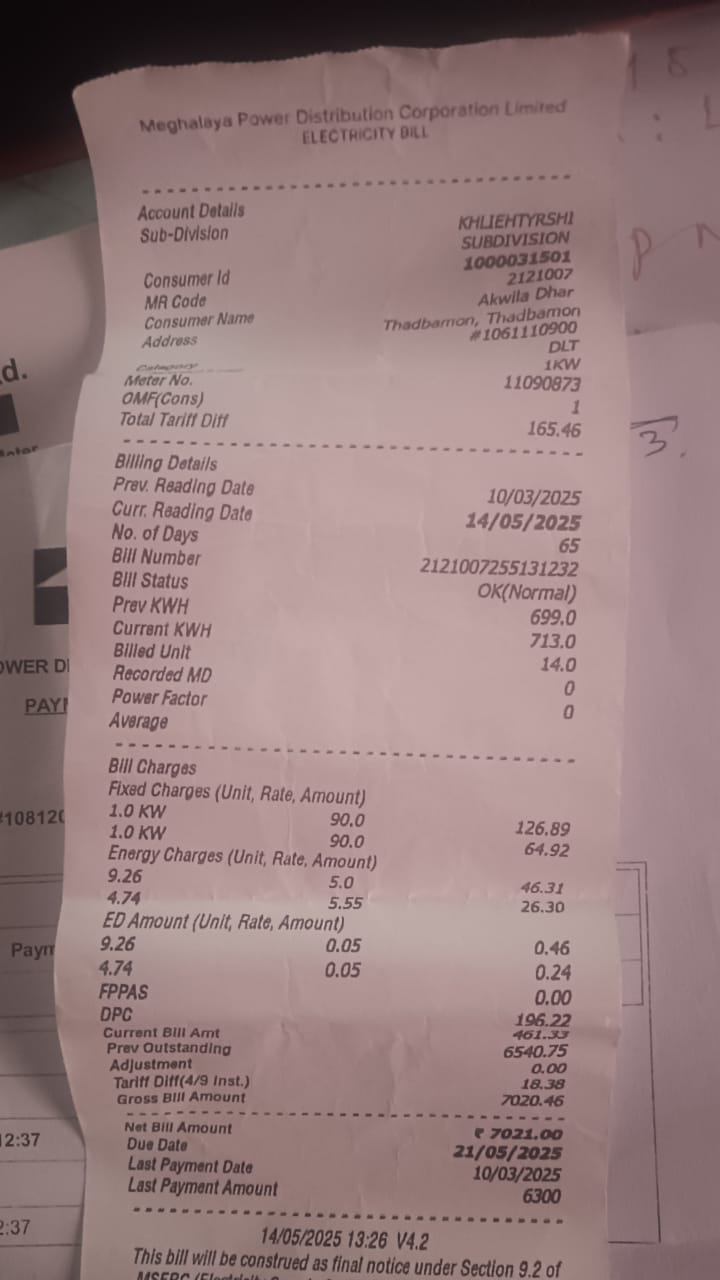 Meghalaya Power Distribution Corporation Limited
ELECTRICITY BILL
Account Details
Sub-Division KHLIEHTYRSHI
SUBDIVISION
Consumer Id 1000031501
MR Code 2121007
Consumer Name Akwila Dhar
Address Thadbamon, Thadbamon
#1061110900
Category DLT
1KW
Meter No. 11090873
OMF(Cons) 1
Total Tariff Diff 165.46
Billing Details
Prev. Reading Date 10/03/2025
Curr. Reading Date 14/05/2025
No. of Days 65
Bill Number 2121007255131232
Bill Status OK(Normal)
Prev KWH 699.0
Current KWH 713.0
Billed Unit 14.0
Recorded MD 0
Power Factor 0
Average
Bill Charges
Fixed Charges (Unit, Rate, Amount)
1.0 KW 90.0 126.89
1.0 KW 90.0 64.92
Energy Charges (Unit, Rate, Amount)
9.26 5.0 46.31
4.74 5.55 26.30
ED Amount (Unit, Rate, Amount)
9.26 0.05 0.46
4.74 0.05 0.24
FPPAS 0.00
DPC 196.22
Current Bill Amt 461.33
Prev Outstanding 6540.75
Adjustment 0.00
Tariff Diff(4/9 Inst.) 18.38
Gross Bill Amount 7020.46
Net Bill Amount ₹ 7021.00
Due Date 21/05/2025
Last Payment Date 10/03/2025
Last Payment Amount 6300
14/05/2025 13:26 V4.2
This bill will be construed as final notice under Section 9.2 of
d.
#10812
12:37
2:37
3.